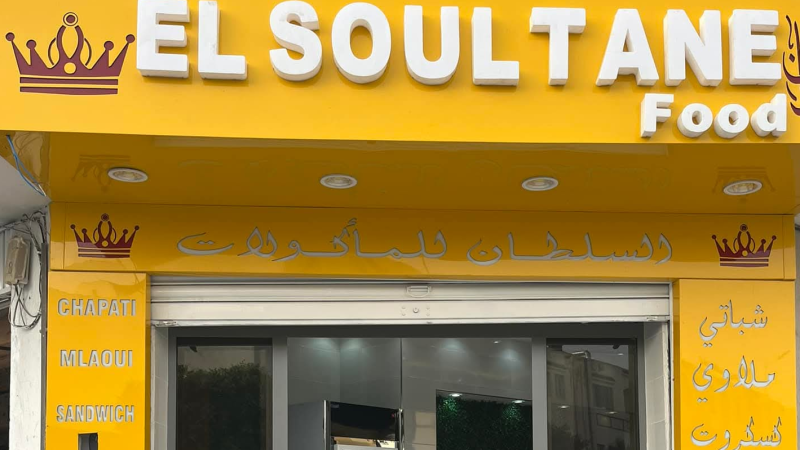 EL SOULTANE
Food
السلطان للمأكولات
CHAPATI
MLAOUI
SANDWICH
شباتي
ملاوي